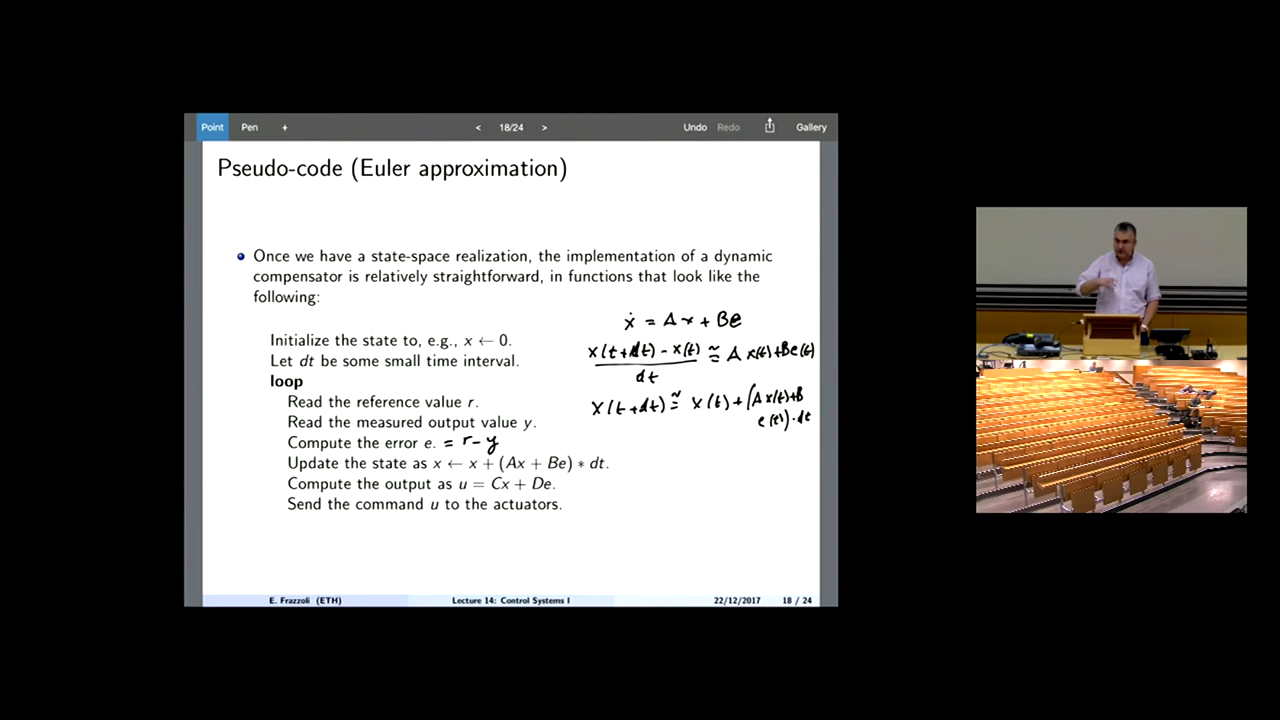 Point Pen + < 18/24 > Undo Redo Gallery
Pseudo-code (Euler approximation)
Once we have a state-space realization, the implementation of a dynamic
compensator is relatively straightforward, in functions that look like the
following:
Initialize the state to, e.g., x ← 0.
Let dt be some small time interval.
loop
Read the reference value r.
Read the measured output value y.
Compute the error e. = r-y
Update the state as x ← x + (Ax + Be) ∗ dt.
Compute the output as u = Cx + De.
Send the command u to the actuators.
ẋ = Ax + Be
x(t+dt) - x(t) ≅ A x(t)+Be(t)
dt
x(t+dt) ≅ x(t) + (Ax(t)+B
e(t))·dt
E. Frazzoli (ETH) Lecture 14: Control Systems I 22/12/2017 18 / 24